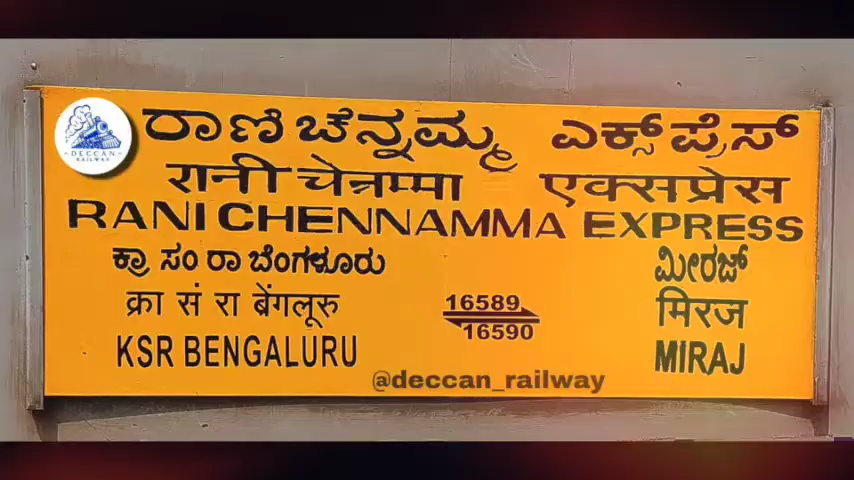 ರಾಣಿ ಚೆನ್ನಮ್ಮ ಎಕ್ಸ್ ಪ್ರೆಸ್
रानी चेन्नम्मा एक्सप्रेस
RANI CHENNAMMA EXPRESS
ಕ್ರಾ ಸಂ ರಾ ಬೆಂಗಳೂರು ಮೀರಜ್
क्रा सं रा बेंगलूरु 16589 मिरज
16590
KSR BENGALURU MIRAJ
DECCAN
RAILWAY
@deccan_railway